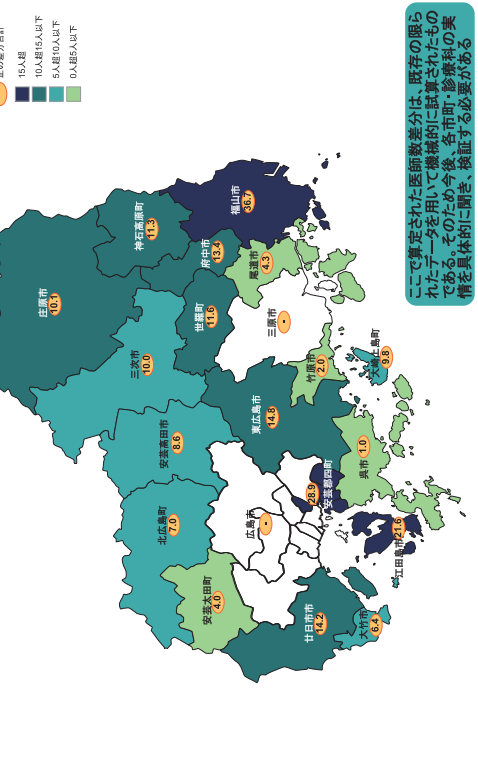 正の差分合計
15人超
10人超15人以下
5人超10人以下
0人超5人以下
庄原市
10.1
神石高原町
11.3
福山市
36.7
三次市
10.0
世羅町
11.6
府中市
13.4
尾道市
4.3
三原市
-
安芸高田市
8.6
東広島市
14.8
竹原市
2.0
大崎上島町
9.8
北広島町
7.0
広島市
-
安芸郡四町
28.9
呉市
1.0
安芸太田町
4.0
江田島市
21.6
廿日市市
14.2
大竹市
6.4
ここで算定された医師数差分は、既存の限ら
れたデータを用いて機械的に試算されたもの
である。そのため今後、各市町・診療科の実
情を具体的に聞き、検証する必要がある